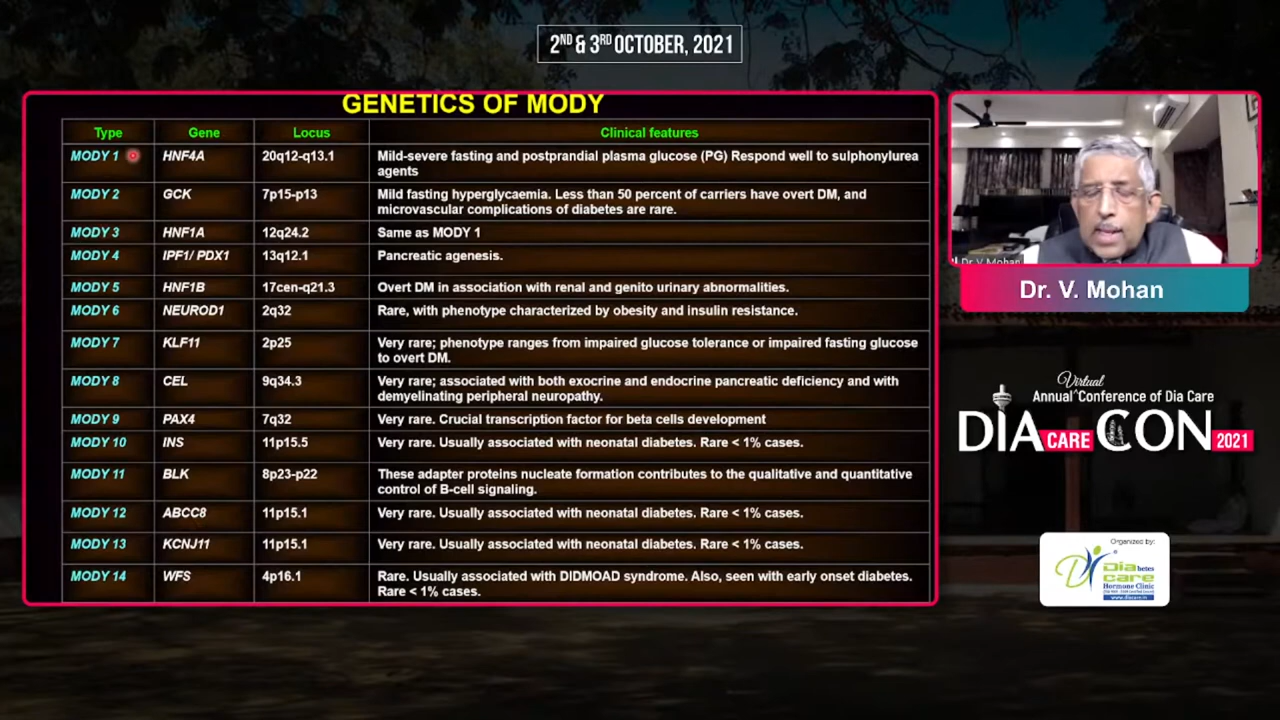 2ND & 3RD OCTOBER, 2021
GENETICS OF MODY
Type Gene Locus Clinical features
MODY 1 HNF4A 20q12-q13.1 Mild-severe fasting and postprandial plasma glucose (PG) Respond well to sulphonylurea
agents
MODY 2 GCK 7p15-p13 Mild fasting hyperglycaemia. Less than 50 percent of carriers have overt DM, and
microvascular complications of diabetes are rare.
MODY 3 HNF1A 12q24.2 Same as MODY 1
MODY 4 IPF1/ PDX1 13q12.1 Pancreatic agenesis.
MODY 5 HNF1B 17cen-q21.3 Overt DM in association with renal and genito urinary abnormalities.
MODY 6 NEUROD1 2q32 Rare, with phenotype characterized by obesity and insulin resistance.
MODY 7 KLF11 2p25 Very rare; phenotype ranges from impaired glucose tolerance or impaired fasting glucose
to overt DM.
MODY 8 CEL 9q34.3 Very rare; associated with both exocrine and endocrine pancreatic deficiency and with
demyelinating peripheral neuropathy.
MODY 9 PAX4 7q32 Very rare. Crucial transcription factor for beta cells development
MODY 10 INS 11p15.5 Very rare. Usually associated with neonatal diabetes. Rare < 1% cases.
MODY 11 BLK 8p23-p22 These adapter proteins nucleate formation contributes to the qualitative and quantitative
control of B-cell signaling.
MODY 12 ABCC8 11p15.1 Very rare. Usually associated with neonatal diabetes. Rare < 1% cases.
MODY 13 KCNJ11 11p15.1 Very rare. Usually associated with neonatal diabetes. Rare < 1% cases.
MODY 14 WFS 4p16.1 Rare. Usually associated with DIDMOAD syndrome. Also, seen with early onset diabetes.
Rare < 1% cases.
Dr. V. Mohan
Dr. V. Mohan
Virtual
Annual ^ Conference of Dia Care
DIA CARE CON 2021
Organized by:
Diabetes
care
Hormone Clinic
www.diacare.in